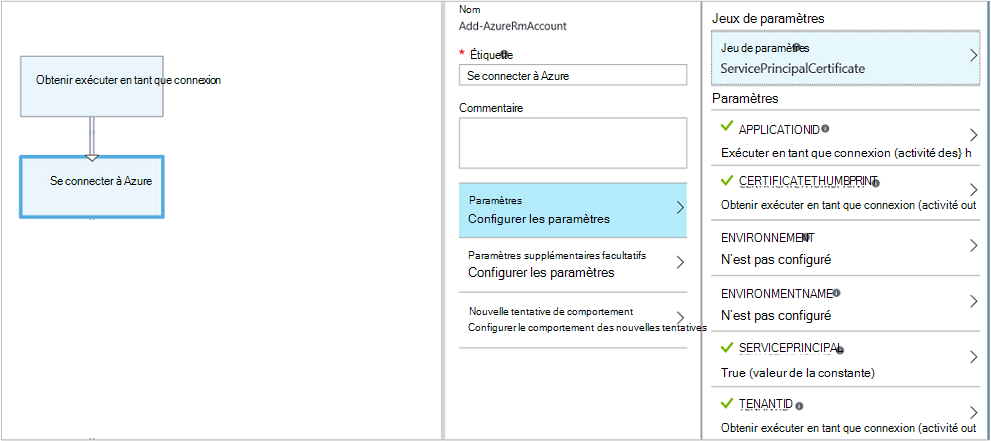 Obtenir exécuter en tant que connexion
Se connecter à Azure
Nom
Add-AzureRmAccount
* Étiquette
Se connecter à Azure
Commentaire
Paramètres
Configurer les paramètres
Paramètres supplémentaires facultatifs
Configurer les paramètres
Nouvelle tentative de comportement
Configurer le comportement des nouvelles tentatives
Jeux de paramètres
Jeu de paramètres
ServicePrincipalCertificate
Paramètres
APPLICATIONID
Exécuter en tant que connexion (activité des} h
CERTIFICATETHUMBPRINT
Obtenir exécuter en tant que connexion (activité out
ENVIRONNEMENT
N'est pas configuré
ENVIRONMENTNAME
N'est pas configuré
SERVICEPRINCIPAL
True (valeur de la constante)
TENANTID
Obtenir exécuter en tant que connexion (activité out